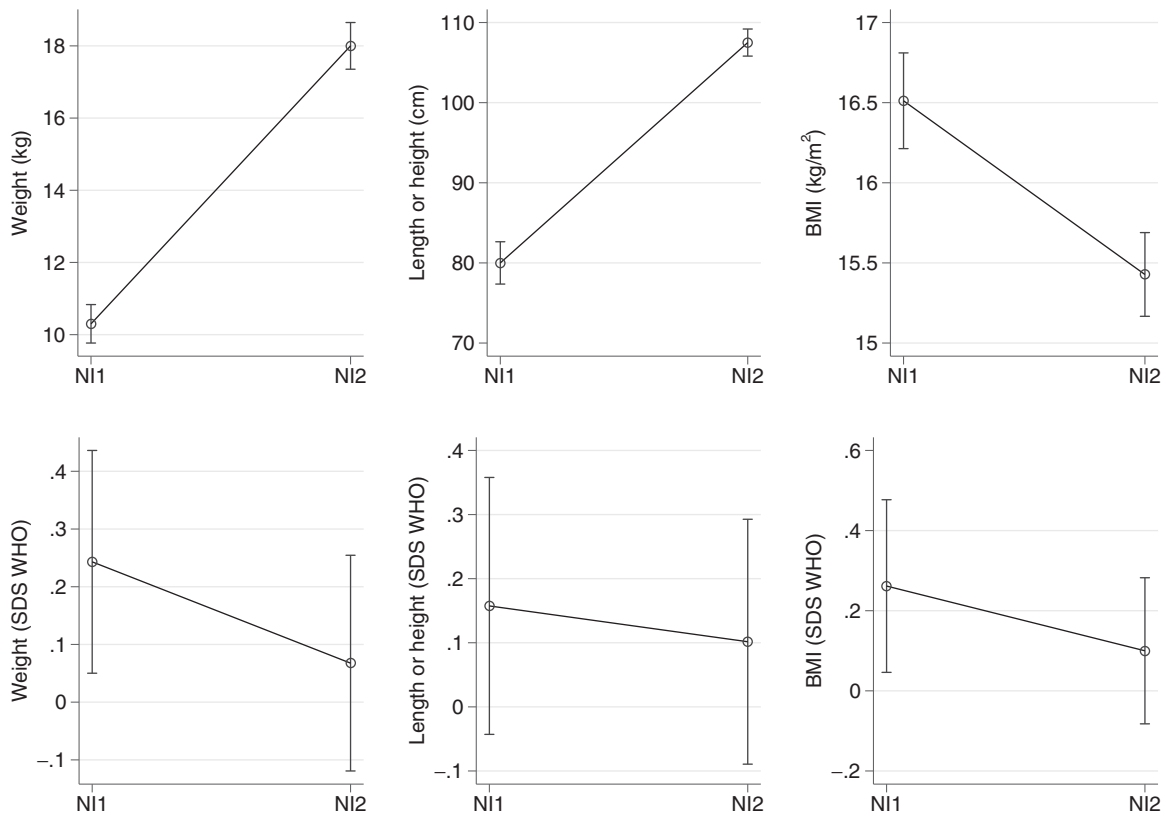 Weight (kg)
18
16
14
12
10
NI1
NI2
Length or height (cm)
110
100
90
80
70
NI1
NI2
BMI (kg/m²)
17
16.5
16
15.5
15
NI1
NI2
Weight (SDS WHO)
.4
.3
.2
.1
0
−.1
NI1
NI2
Length or height (SDS WHO)
.4
.3
.2
.1
0
−.1
NI1
NI2
BMI (SDS WHO)
.6
.4
.2
0
−.2
NI1
NI2